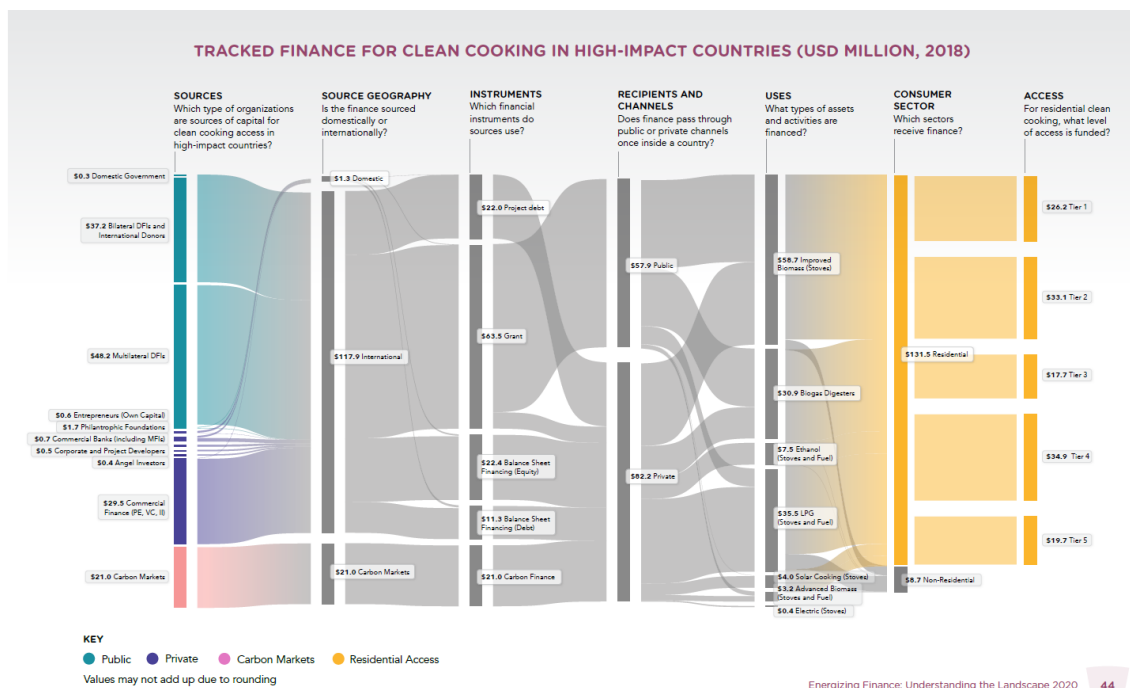 TRACKED FINANCE FOR CLEAN COOKING IN HIGH-IMPACT COUNTRIES (USD MILLION, 2018)
SOURCES
Which type of organizations
are sources of capital for
clean cooking access in
high-impact countries?
SOURCE GEOGRAPHY
Is the finance sourced
domestically or
internationally?
INSTRUMENTS
Which financial
instruments do
sources use?
RECIPIENTS AND
CHANNELS
Does finance pass through
public or private channels
once inside a country?
USES
What types of assets
and activities are
financed?
CONSUMER
SECTOR
Which sectors
receive finance?
ACCESS
For residential clean
cooking, what level
of access is funded?
$0.3 Domestic Government
$37.2 Bilateral DFIs and
International Donors
$48.2 Multilateral DFIs
$0.6 Entrepreneurs (Own Capital)
$1.7 Philantropic Foundations
$0.7 Commercial Banks (including MFIs)
$0.5 Corporate and Project Developers
$0.4 Angel Investors
$29.5 Commercial
Finance (PE, VC, II)
$21.0 Carbon Markets
$1.3 Domestic
$117.9 International
$21.0 Carbon Markets
$22.0 Project debt
$63.5 Grant
$22.4 Balance Sheet
Financing (Equity)
$11.3 Balance Sheet
Financing (Debt)
$21.0 Carbon Finance
$57.9 Public
$82.2 Private
$58.7 Improved
Biomass (Stoves)
$30.9 Biogas Digesters
$7.5 Ethanol
(Stoves and Fuel)
$35.5 LPG
(Stoves and Fuel)
$4.0 Solar Cooking (Stoves)
$3.2 Advanced Biomass
(Stoves and Fuel)
$0.4 Electric (Stoves)
$131.5 Residential
$8.7 Non-Residential
$26.2 Tier 1
$33.1 Tier 2
$17.7 Tier 3
$34.9 Tier 4
$19.7 Tier 5
KEY
Public
Private
Carbon Markets
Residential Access
Values may not add up due to rounding
Energizing Finance: Understanding the Landscape 2020
44